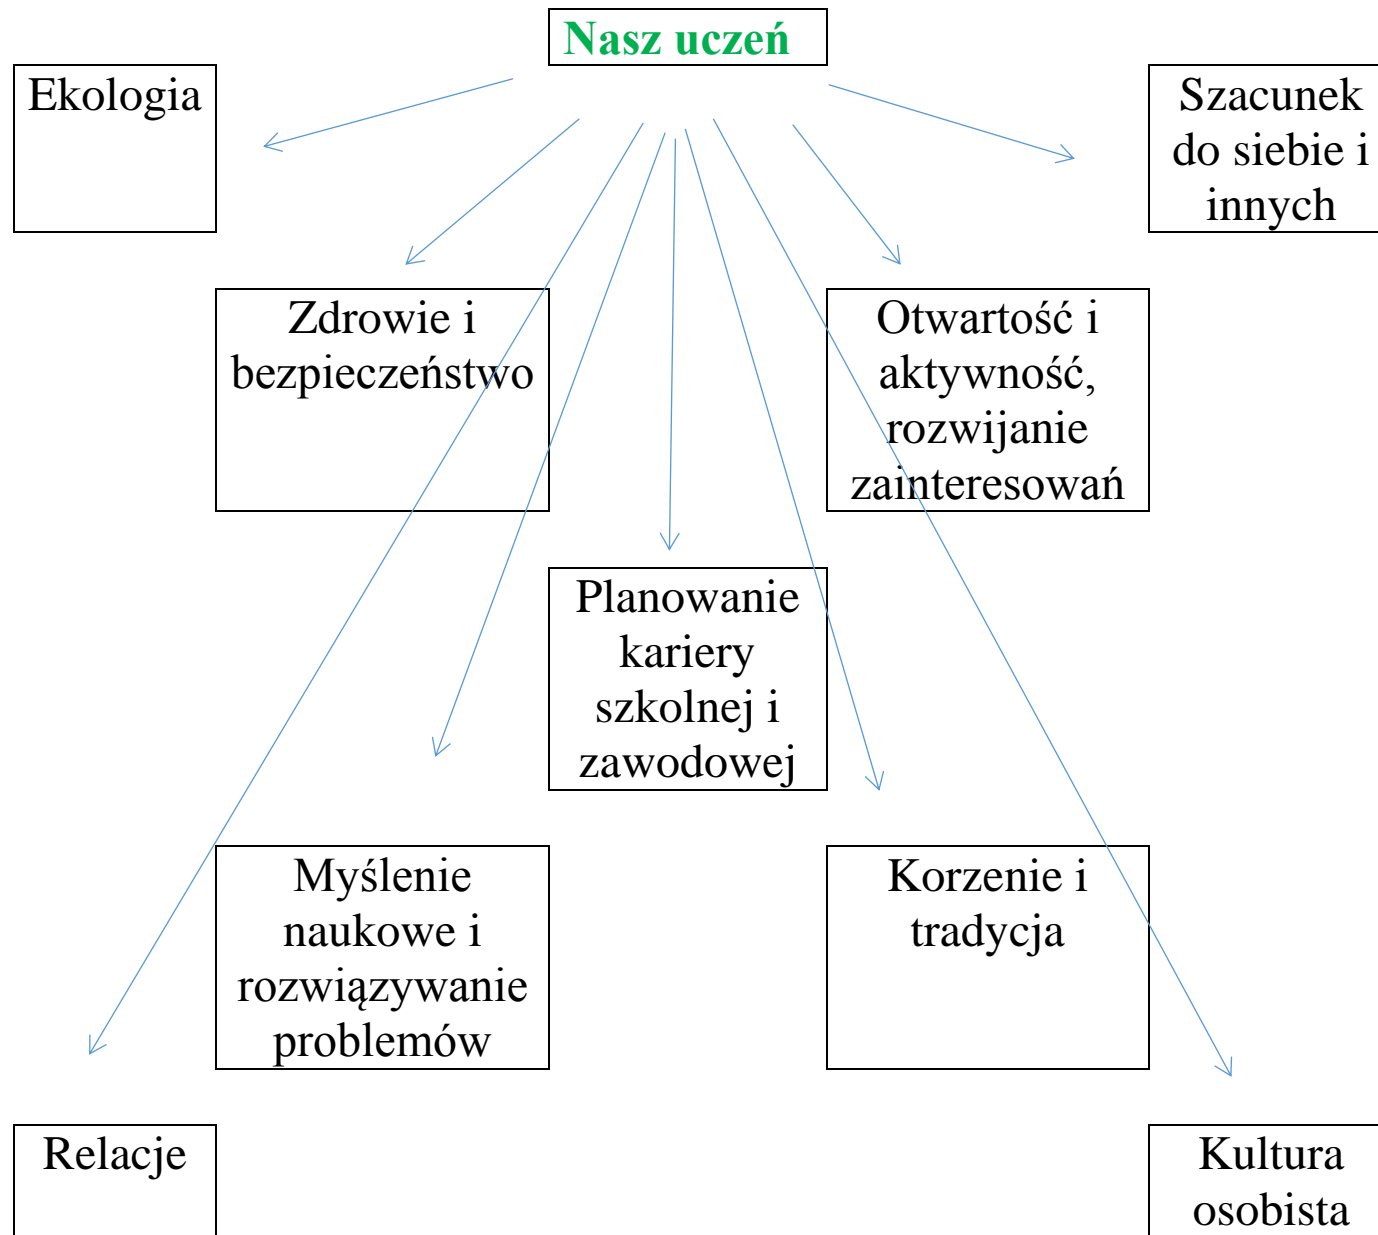 Nasz uczeń
Ekologia
Szacunek
do siebie i
innych
Zdrowie i
bezpieczeństwo
Otwartość i
aktywność,
rozwijanie
zainteresowań
Planowanie
kariery
szkolnej i
zawodowej
Myślenie
naukowe i
rozwiązywanie
problemów
Korzenie i
tradycja
Relacje
Kultura
osobista